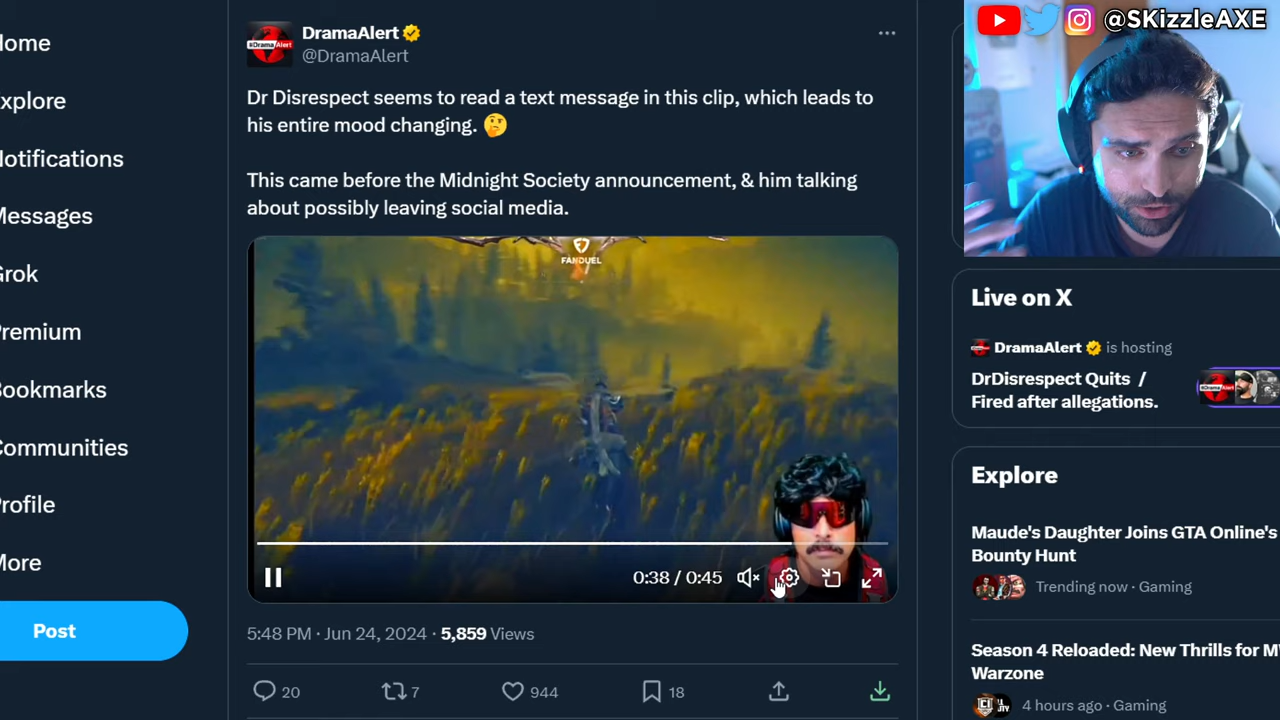 @SKizzleAXE
ome
xplore
otifications
essages
rok
remium
ookmarks
ommunities
rofile
ore
Post
DramaAlert
@DramaAlert
Dr Disrespect seems to read a text message in this clip, which leads to
his entire mood changing. 🤔
This came before the Midnight Society announcement, & him talking
about possibly leaving social media.
FANDUEL
0:38 / 0:45
5:48 PM · Jun 24, 2024 · 5,859 Views
20
7
944
18
Live on X
DramaAlert is hosting
DrDisrespect Quits /
Fired after allegations.
Explore
Maude's Daughter Joins GTA Online's
Bounty Hunt
Trending now · Gaming
Season 4 Reloaded: New Thrills for M
Warzone
4 hours ago · Gaming